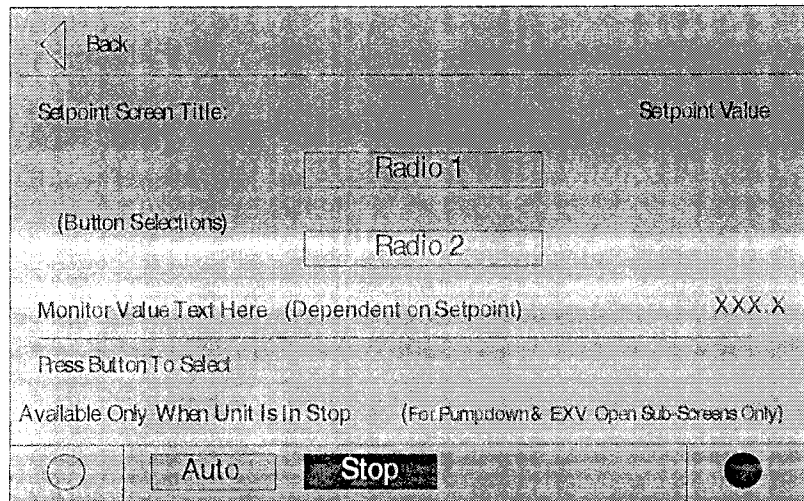 Back
Setpoint Screen Title: Setpoint Value
Radio 1
(Button Selections)
Radio 2
Monitor Value Text Here (Dependent on Setpoint) XXX.X
Press Button To Select
Available Only When Unit Is in Stop (For Pumpdown & EXV Open Sub-Screens Only)
Auto Stop